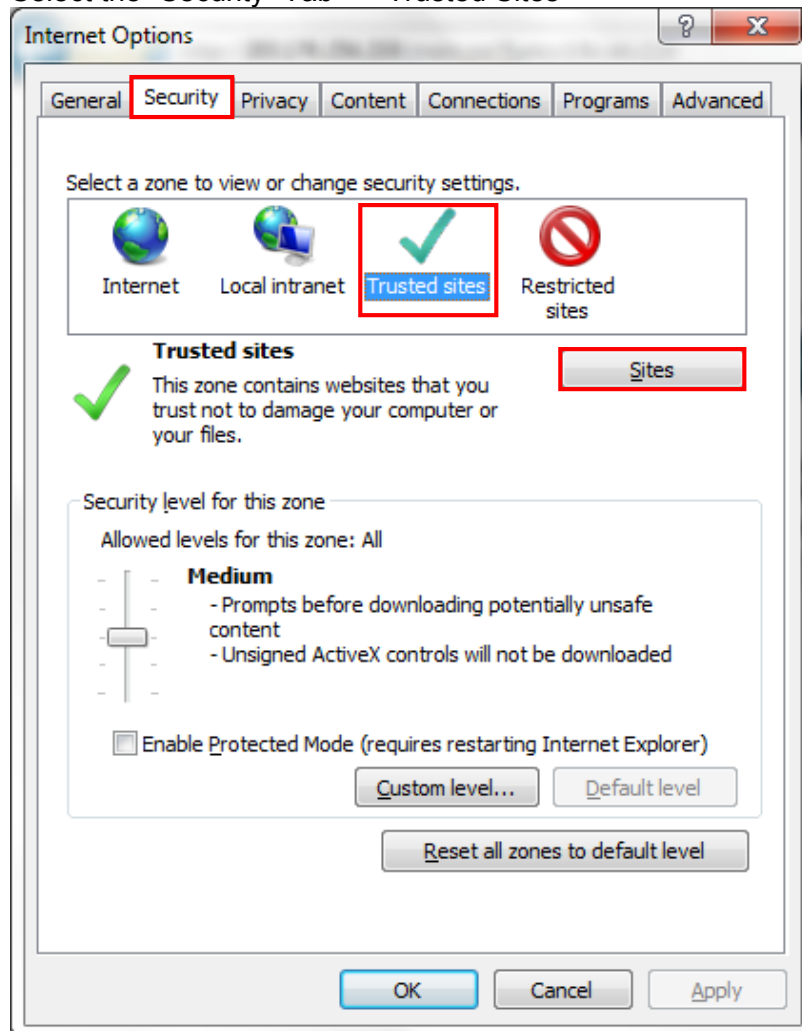 Internet Options
General Security Privacy Content Connections Programs Advanced
Select a zone to view or change security settings.
Internet Local intranet Trusted sites Restricted sites
Trusted sites
Sites
This zone contains websites that you
trust not to damage your computer or
your files.
Security level for this zone
Allowed levels for this zone: All
Medium
- Prompts before downloading potentially unsafe
content
- Unsigned ActiveX controls will not be downloaded
Enable Protected Mode (requires restarting Internet Explorer)
Custom level... Default level
Reset all zones to default level
OK Cancel Apply